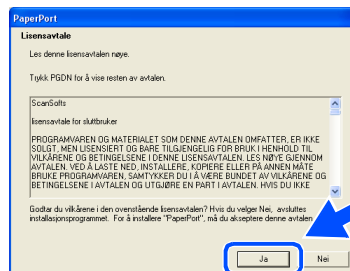 PaperPort
Lisensavtale
Les denne lisensavtalen nøye.
Trykk PGDN for å vise resten av avtalen.
ScanSofts
lisensavtale for sluttbruker
PROGRAMVAREN OG MATERIALET SOM DENNE AVTALEN OMFATTER, ER IKKE
SOLGT, MEN LISENSIERT OG BARE TILGJENGELIG FOR BRUK I HENHOLD TIL
VILKÅRENE OG BETINGELSENE I DENNE LISENSAVTALEN. LES NØYE GJENNOM
AVTALEN. VED Å LASTE NED, INSTALLERE, KOPIERE ELLER PÅ ANNEN MÅTE
BRUKE PROGRAMVAREN, SAMTYKKER DU I Å VÆRE BUNDET AV VILKÅRENE OG
BETINGELSENE I AVTALEN OG UTGJØRE EN PART I AVTALEN. HVIS DU IKKE
Godtar du vilkårene i den ovenstående lisensavtalen? Hvis du velger Nei, avsluttes
installasjonsprogrammet. For å installere "PaperPort", må du akseptere denne avtalen
Ja
Nei